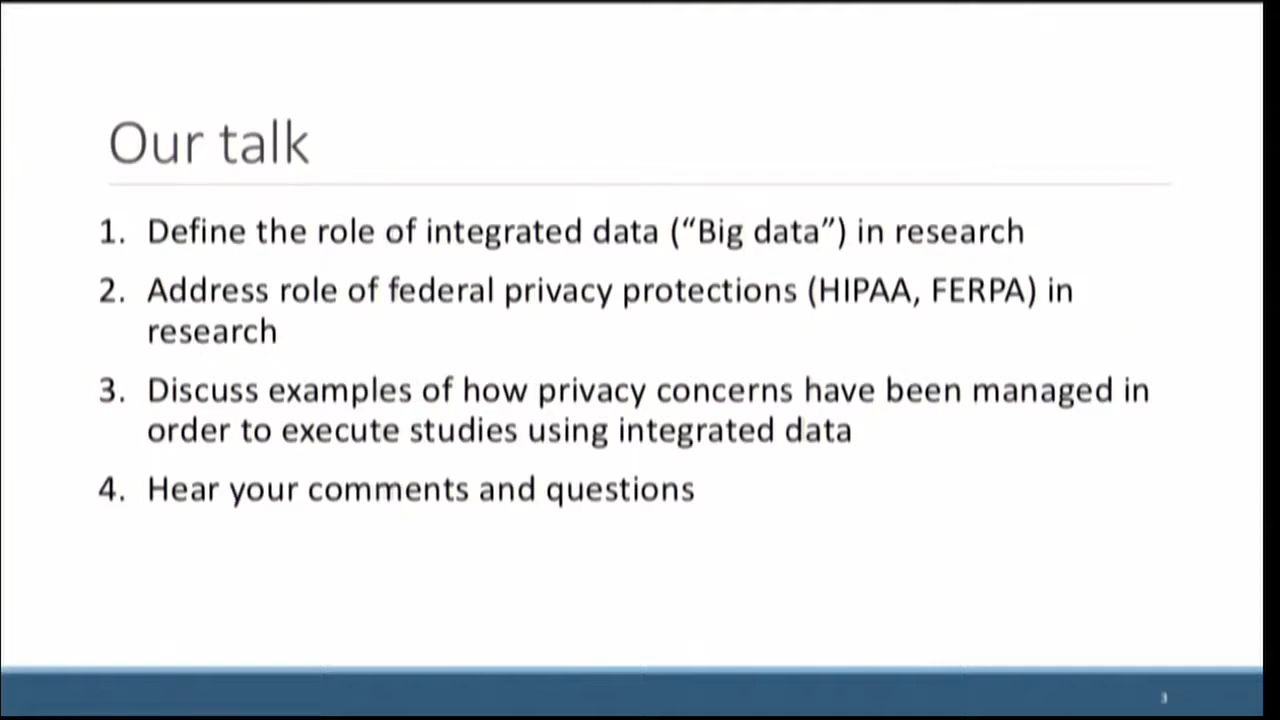 Our talk
1. Define the role of integrated data (“Big data”) in research
2. Address role of federal privacy protections (HIPAA, FERPA) in
research
3. Discuss examples of how privacy concerns have been managed in
order to execute studies using integrated data
4. Hear your comments and questions
3